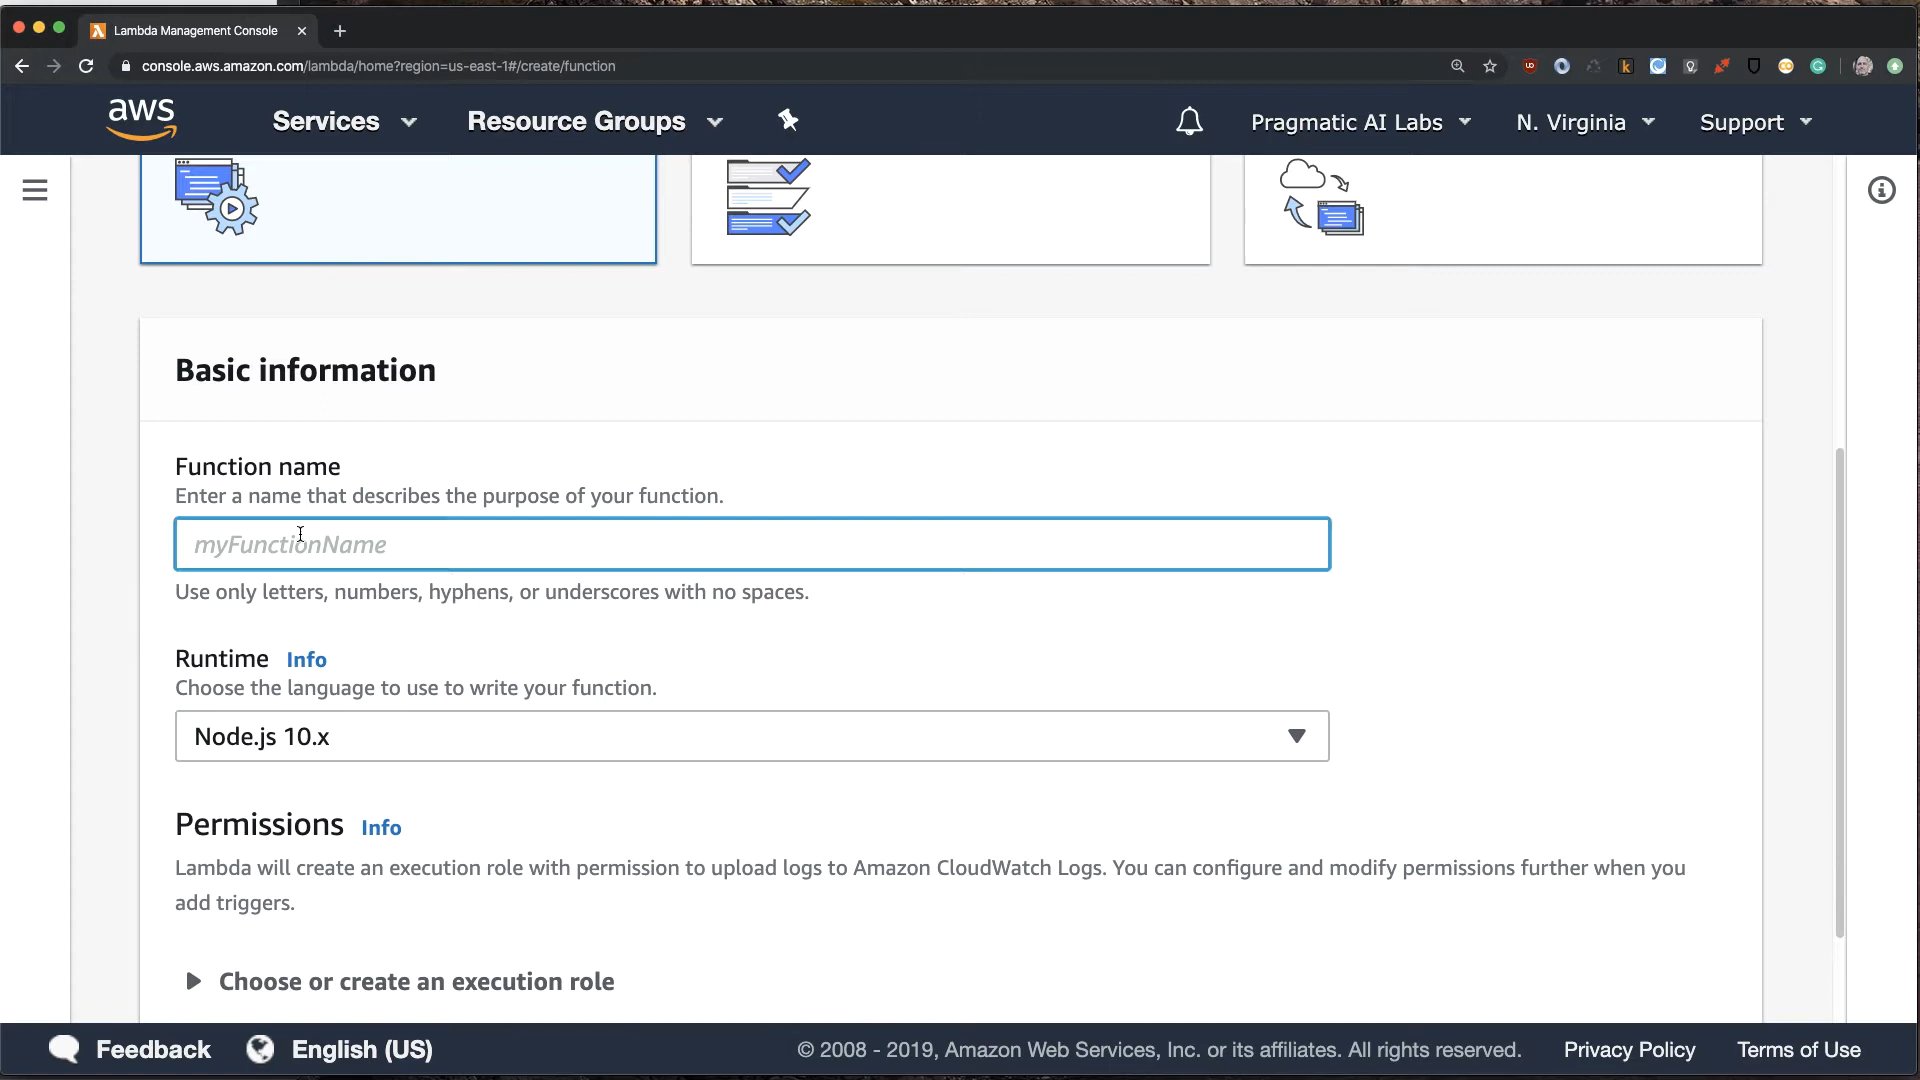 Lambda Management Console
console.aws.amazon.com/lambda/home?region=us-east-1#/create/function
aws
Services
Resource Groups
Pragmatic AI Labs
N. Virginia
Support
Basic information
Function name
Enter a name that describes the purpose of your function.
myFunctionName
Use only letters, numbers, hyphens, or underscores with no spaces.
Runtime Info
Choose the language to use to write your function.
Node.js 10.x
Permissions Info
Lambda will create an execution role with permission to upload logs to Amazon CloudWatch Logs. You can configure and modify permissions further when you
add triggers.
Choose or create an execution role
Feedback
English (US)
© 2008 - 2019, Amazon Web Services, Inc. or its affiliates. All rights reserved.
Privacy Policy
Terms of Use